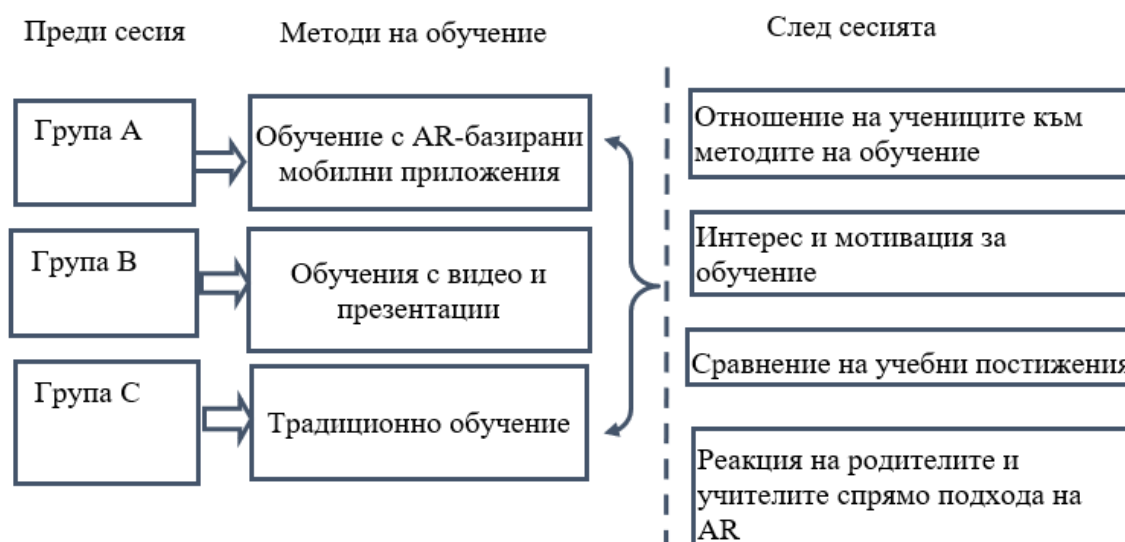 Преди сесия
Методи на обучение
След сесията
Група А
Обучение с AR-базирани
мобилни приложения
Група В
Обучения с видео и
презентации
Група С
Традиционно обучение
Отношение на учениците към
методите на обучение
Интерес и мотивация за
обучение
Сравнение на учебни постижения
Реакция на родителите и
учителите спрямо подхода на
AR